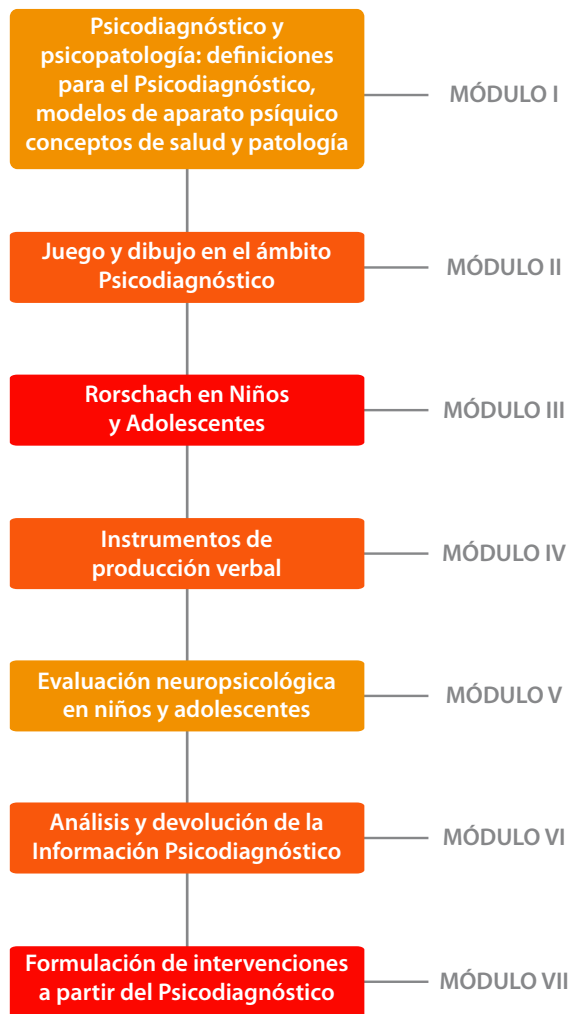 Psicodiagnóstico y
psicopatología: definiciones
para el Psicodiagnóstico,
modelos de aparato psíquico
conceptos de salud y patología
MÓDULO I
Juego y dibujo en el ámbito
Psicodiagnóstico
MÓDULO II
Rorschach en Niños
y Adolescentes
MÓDULO III
Instrumentos de
producción verbal
MÓDULO IV
Evaluación neuropsicológica
en niños y adolescentes
MÓDULO V
Análisis y devolución de la
Información Psicodiagnóstico
MÓDULO VI
Formulación de intervenciones
a partir del Psicodiagnóstico
MÓDULO VII